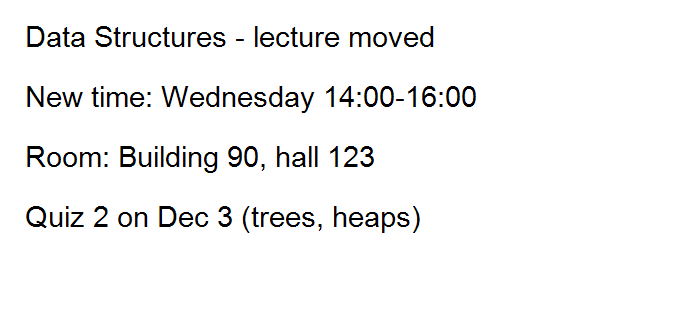 Data Structures - lecture moved
New time: Wednesday 14:00-16:00
Room: Building 90, hall 123
Quiz 2 on Dec 3 (trees, heaps)